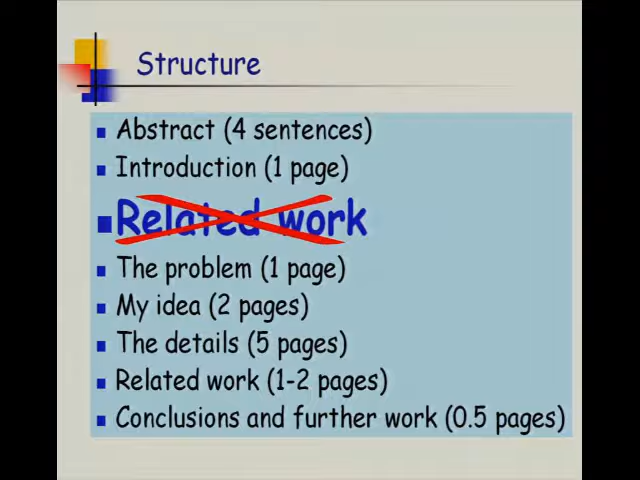 Structure
Abstract (4 sentences)
Introduction (1 page)
Related work
The problem (1 page)
My idea (2 pages)
The details (5 pages)
Related work (1-2 pages)
Conclusions and further work (0.5 pages)